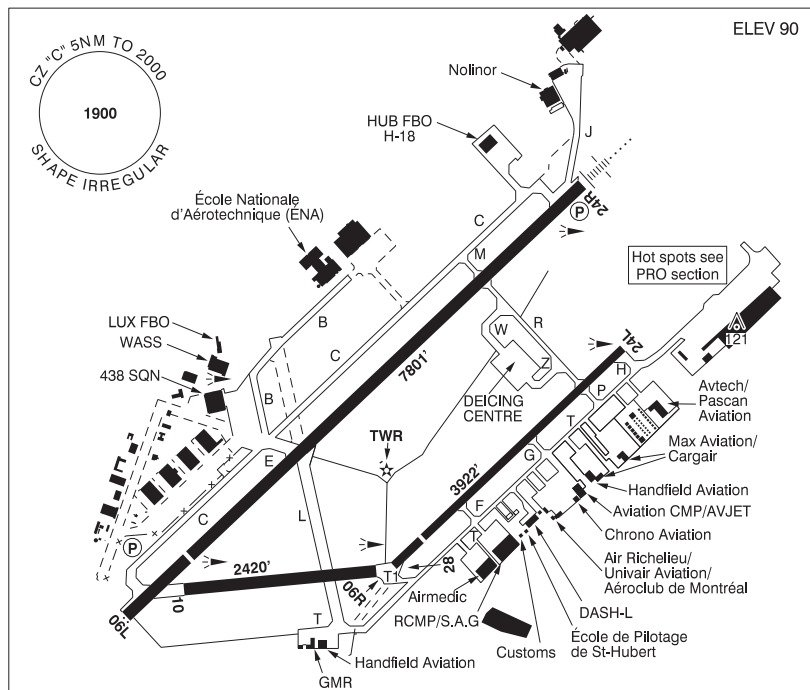 ELEV 90
CZ "C" 5NM TO 2000
1900
SHAPE IRREGULAR
Nolinor
HUB FBO
H-18
J
École Nationale
d'Aérotechnique (ÉNA)
24R
P
C
M
Hot spots see
PRO section
LUX FBO
WASS
438 SQN
B
C
B
7801'
W
R
Z
DEICING
CENTRE
24L
121
H
P
Avtech/
Pascan
Aviation
T
TWR
E
L
C
P
3922'
G
F
T
Max Aviation/
Cargair
Handfield Aviation
Aviation CMP/AVJET
Chrono Aviation
Air Richelieu/
Univair Aviation/
Aéroclub de Montréal
DASH-L
École de Pilotage
de St-Hubert
Customs
RCMP/S.A.G
Airmedic
28
T1
06R
2420'
10
06L
T
Handfield Aviation
GMR